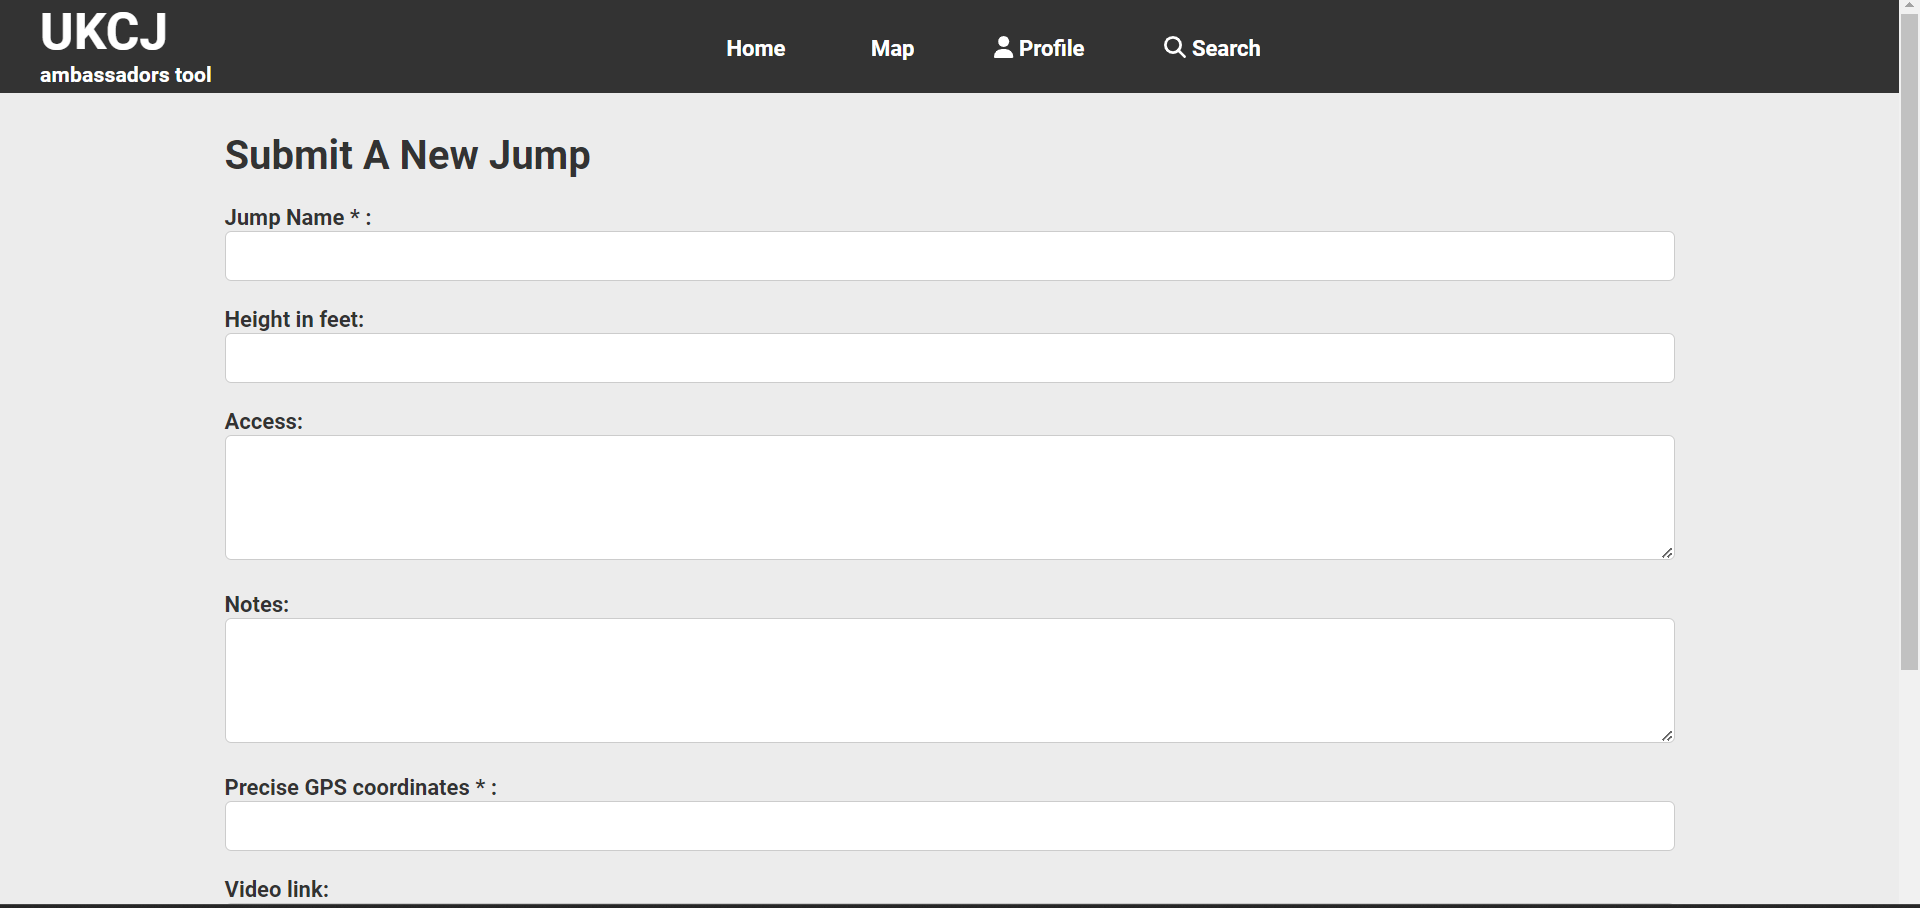 UKCJ
ambassadors tool
Home Map Profile Search
Submit A New Jump
Jump Name * :
Height in feet:
Access:
Notes:
Precise GPS coordinates * :
Video link: